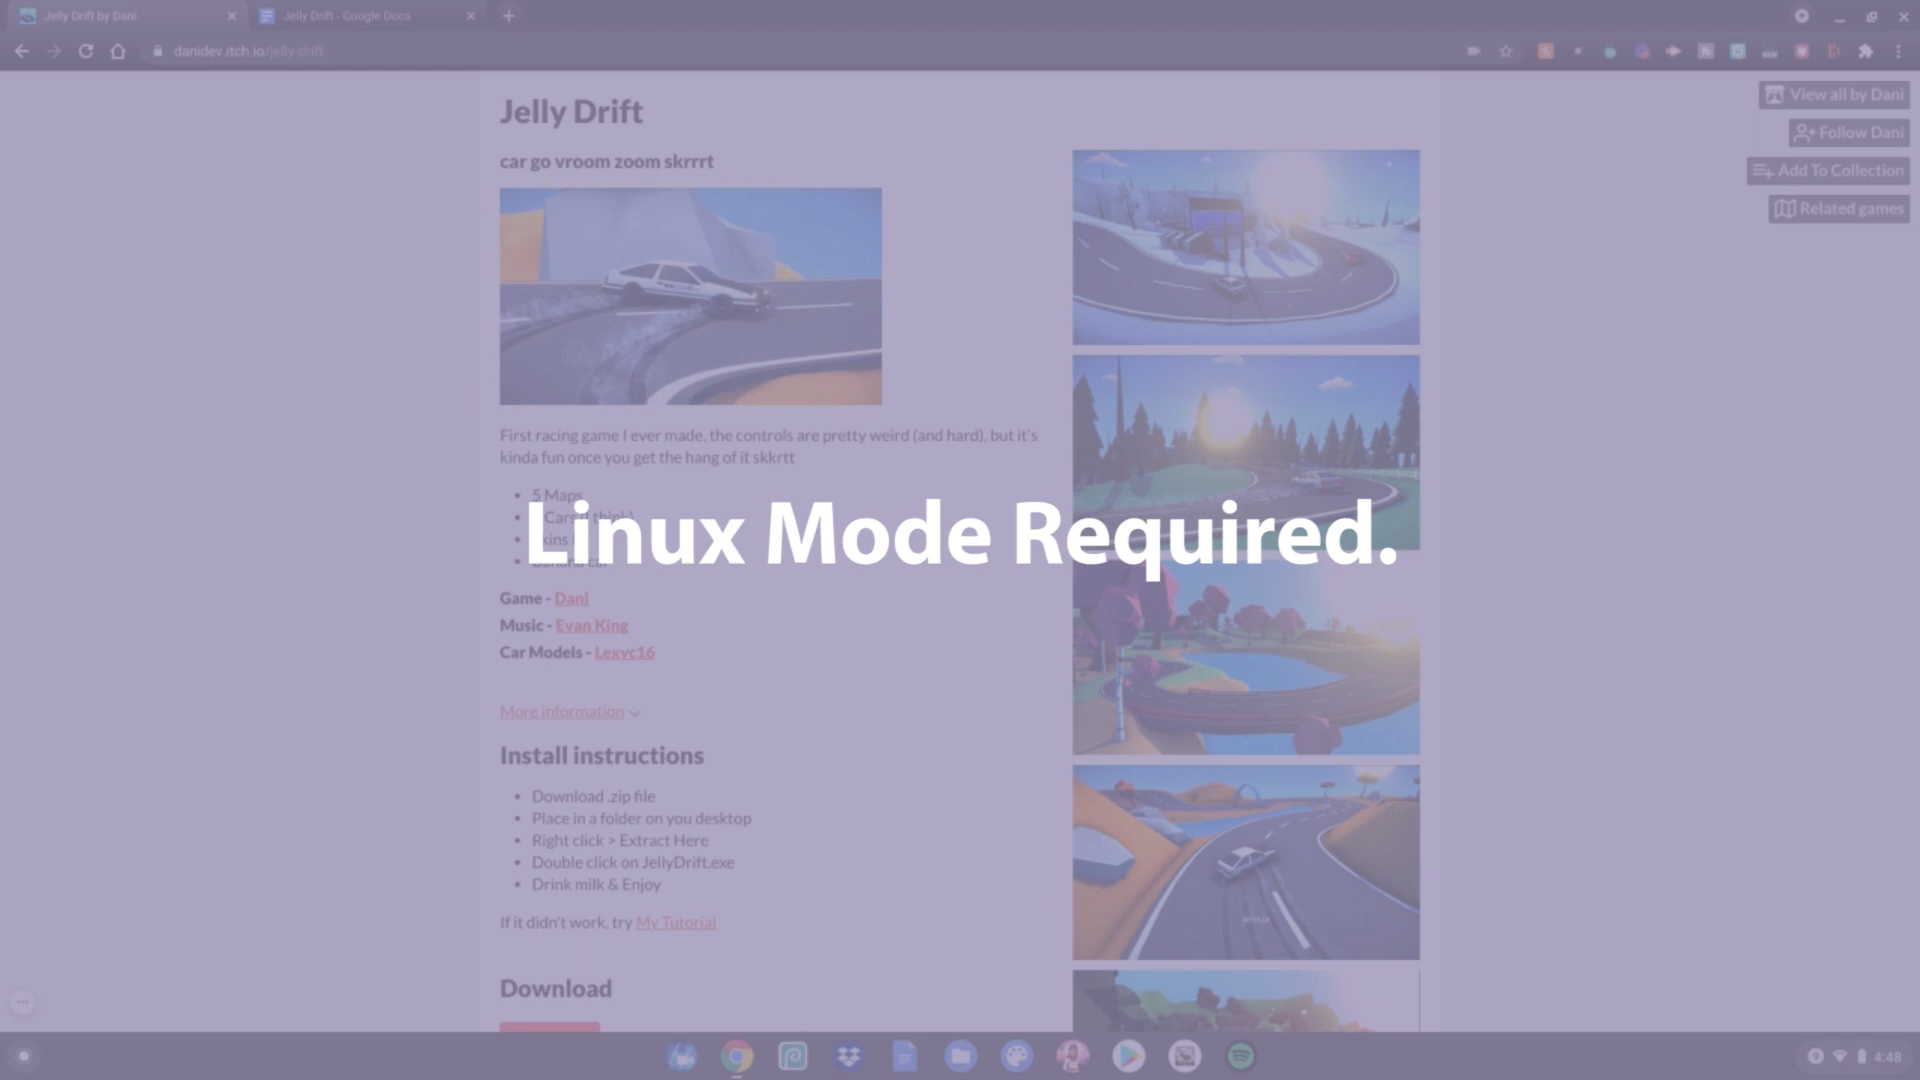 Jelly Drift by Dani
Jelly Drift - Google Docs
danidev.itch.io/jelly-drift
View all by Dani
Follow Dani
Add To Collection
Related games
Jelly Drift
car go vroom zoom skrrrt
First racing game I ever made, the controls are pretty weird (and hard), but it's
kinda fun once you get the hang of it skkrtt
5 Maps
Linux Mode Required.
Game - Dani
Music - Evan King
Car Models - Lexyc16
More information
Install instructions
Download .zip file
Place in a folder on you desktop
Right click > Extract Here
Double click on JellyDrift.exe
Drink milk & Enjoy
If it didn't work, try My Tutorial
Download
4:48